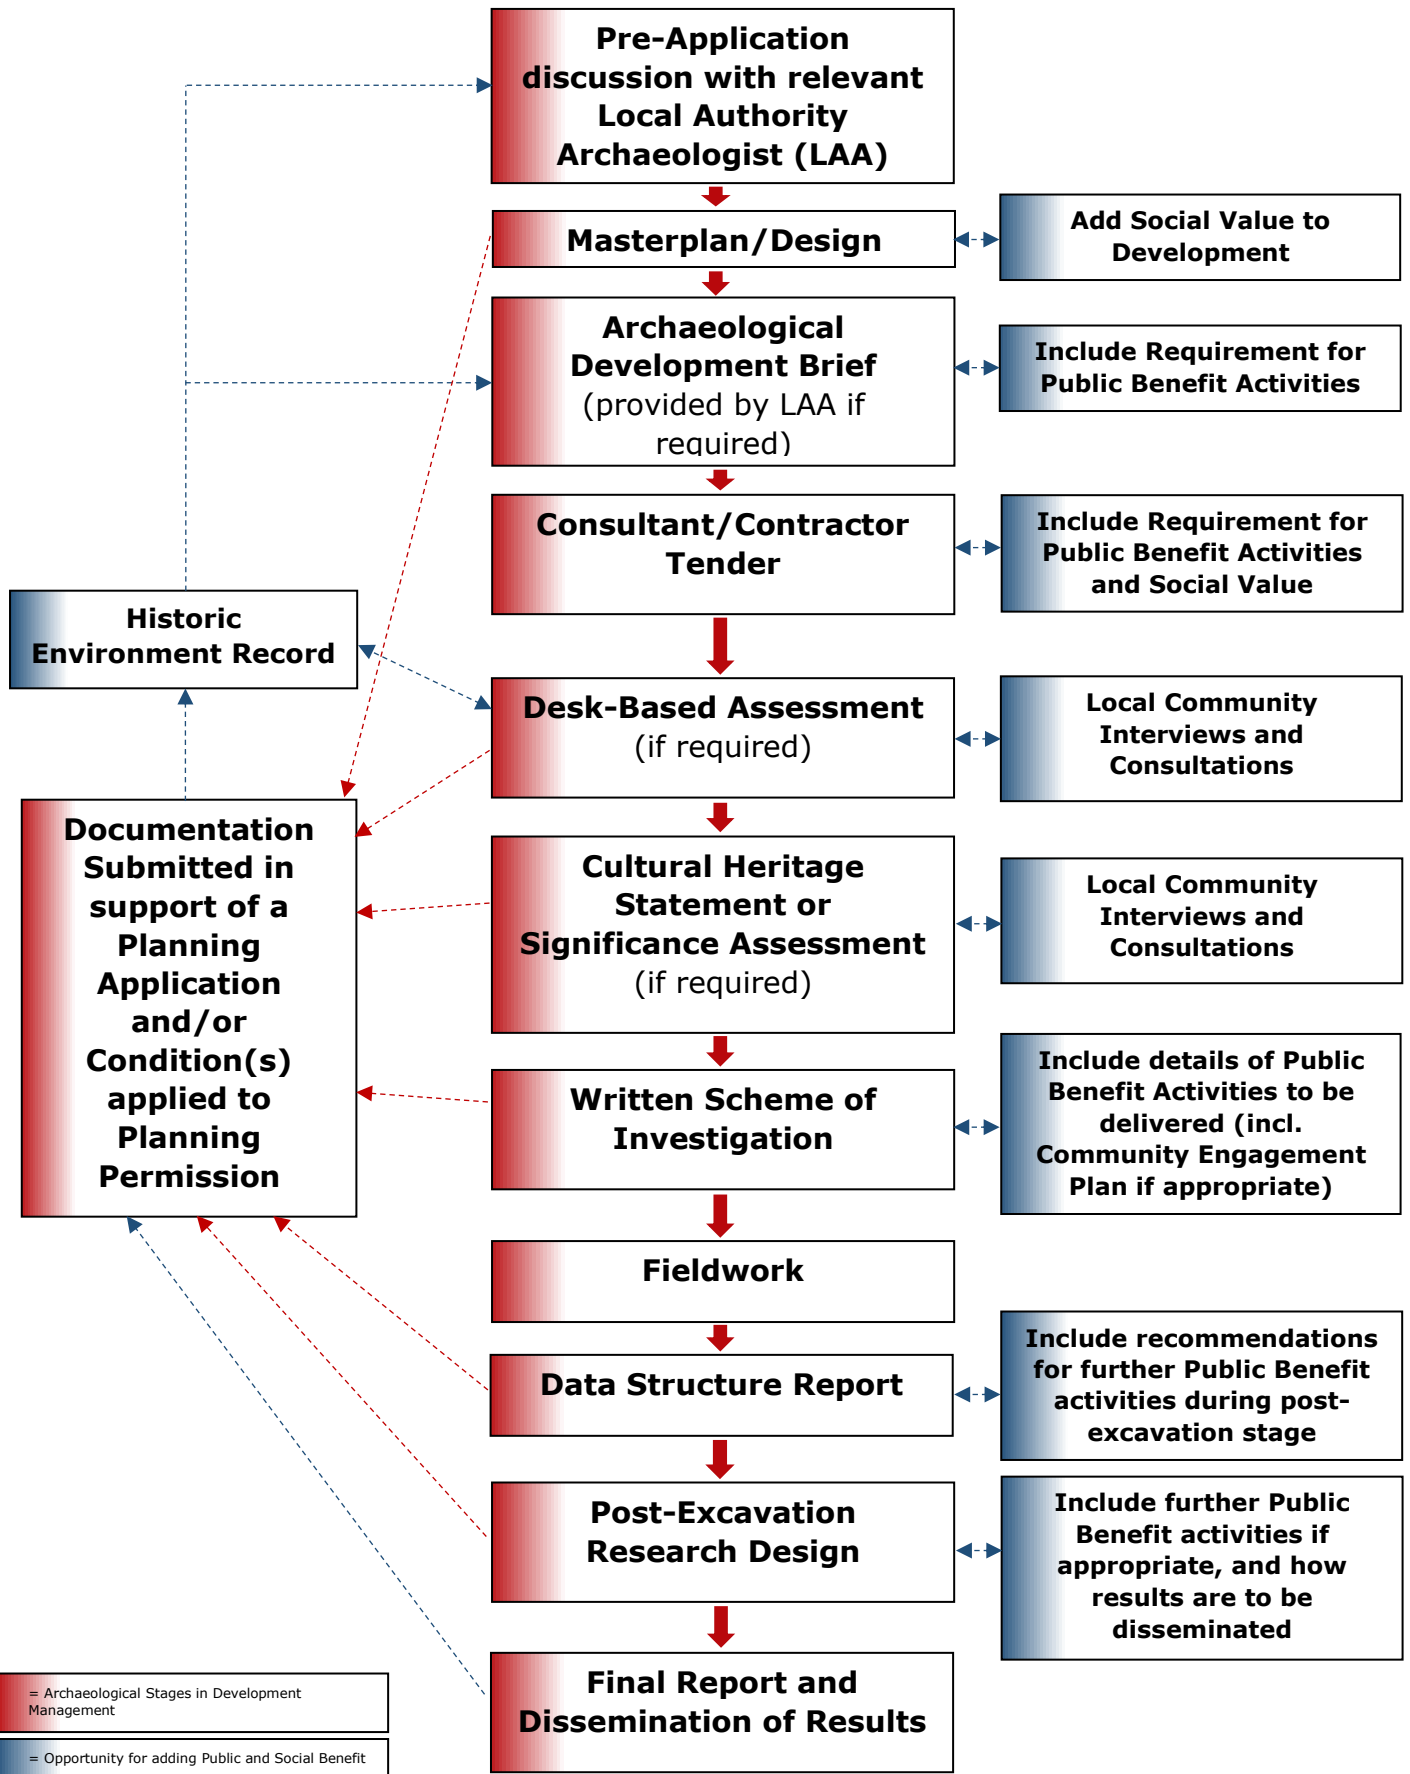 Pre-Application
discussion with relevant
Local Authority
Archaeologist (LAA)
Masterplan/Design
Add Social Value to
Development
Archaeological
Development Brief
(provided by LAA if
required)
Include Requirement for
Public Benefit Activities
Consultant/Contractor
Tender
Include Requirement for
Public Benefit Activities
and Social Value
Historic
Environment Record
Desk-Based Assessment
(if required)
Local Community
Interviews and
Consultations
Documentation
Submitted in
support of a
Planning
Application
and/or
Condition(s)
applied to
Planning
Permission
Cultural Heritage
Statement or
Significance Assessment
(if required)
Local Community
Interviews and
Consultations
Written Scheme of
Investigation
Include details of Public
Benefit Activities to be
delivered (incl.
Community Engagement
Plan if appropriate)
Fieldwork
Data Structure Report
Include recommendations
for further Public Benefit
activities during post-
excavation stage
Post-Excavation
Research Design
Include further Public
Benefit activities if
appropriate, and how
results are to be
disseminated
Final Report and
Dissemination of Results
= Archaeological Stages in Development
Management
= Opportunity for adding Public and Social Benefit